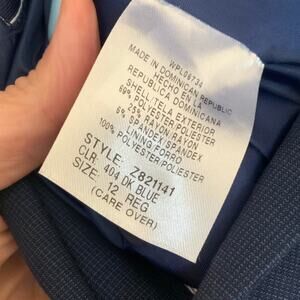 WPL08734
MADE IN DOMINICAN REPUBLIC
HECHO EN LA
REPUBLICA DOMINICANA
SHELL/TELA EXTERIOR
69% POLYESTER/POLIESTER
25% RAYON/RAYON
6% SPANDEX/SPANDEX
LINING/FORRO
100% POLYESTER/POLIESTER
STYLE: Z821141
CLR: 404 DK BLUE
SIZE: 12 REG
(CARE OVER)